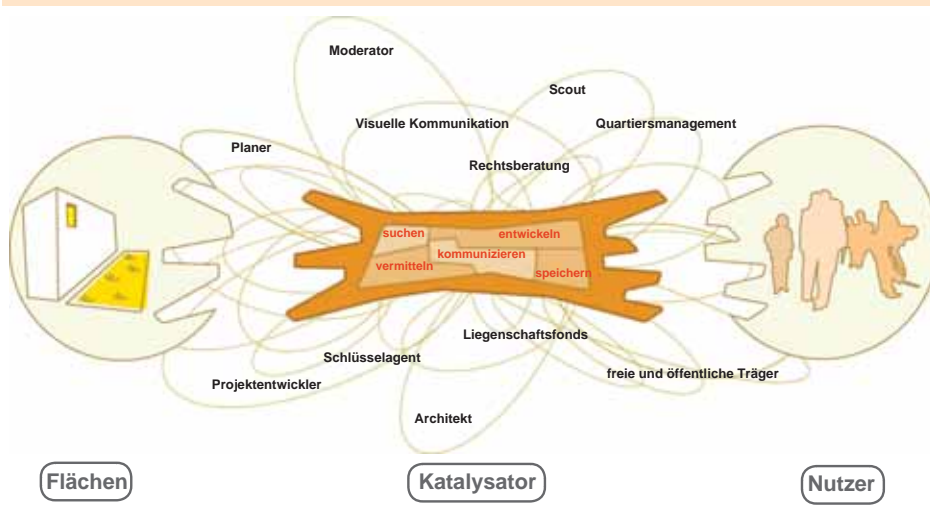 Moderator
Scout
Visuelle Kommunikation
Quartiersmanagement
Planer
Rechtsberatung
suchen
entwickeln
kommunizieren
vermitteln
speichern
Liegenschaftsfonds
Schlüsselagent
freie und öffentliche Träger
Projektentwickler
Architekt
Flächen
Katalysator
Nutzer